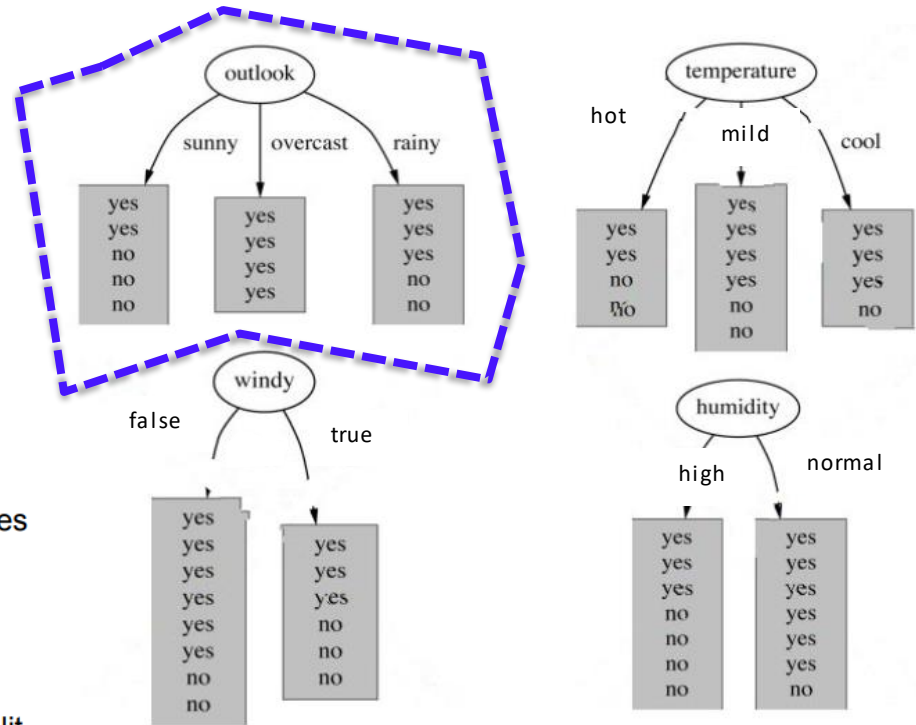 outlook
sunny overcast rainy
yes
yes
no
no
no
yes
yes
yes
yes
yes
yes
yes
no
no
temperature
hot
mild
cool
yes
yes
no
no
yes
yes
yes
yes
no
no
yes
yes
yes
no
windy
false
true
yes
yes
yes
yes
yes
yes
no
no
yes
yes
yes
no
no
no
humidity
high
normal
yes
yes
yes
no
no
no
no
yes
yes
yes
yes
yes
yes
no
es